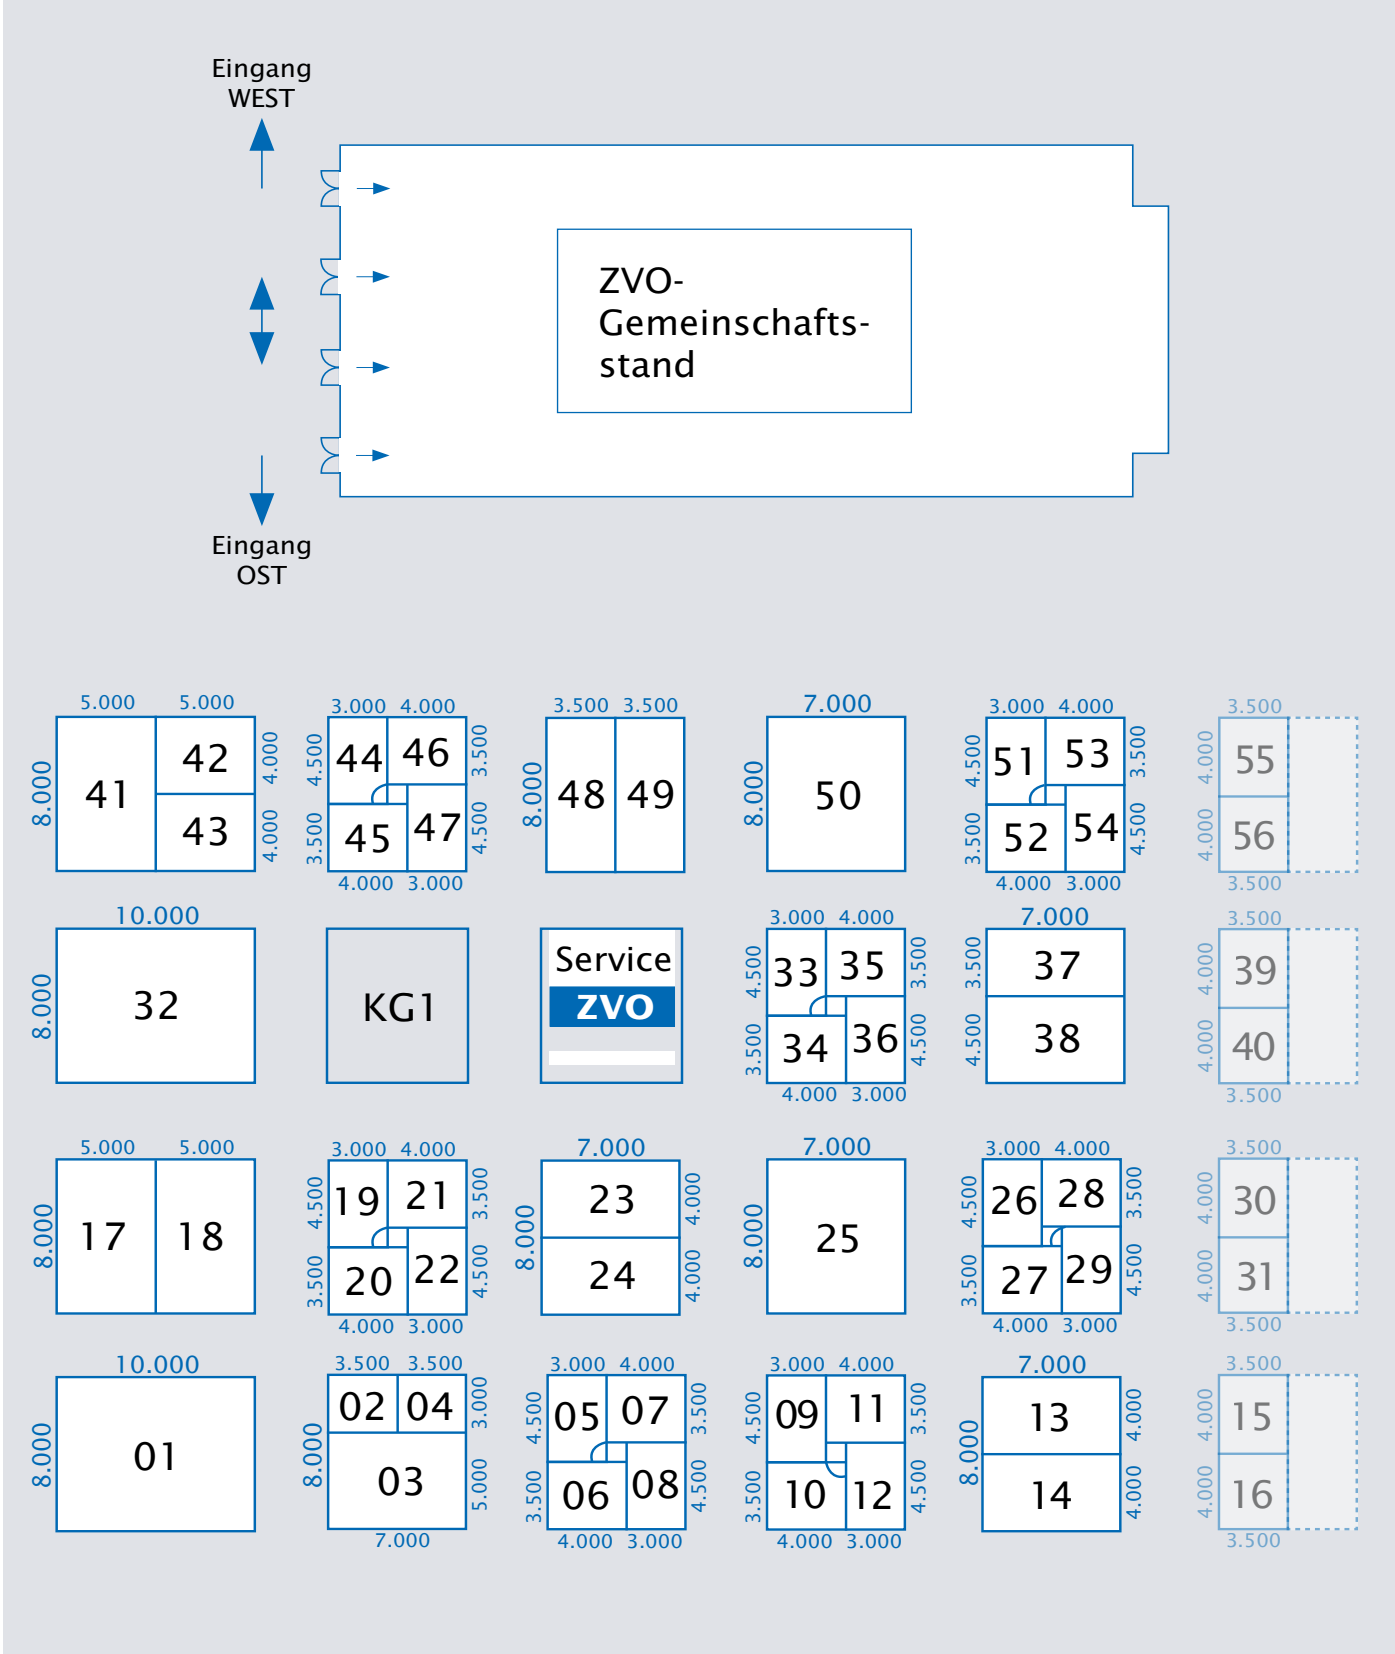 Eingang
WEST
ZVO-
Gemeinschafts-
stand
Eingang
OST
5.000 5.000 3.000 4.000 3.500 3.500 7.000 3.000 4.000 3.500
8.000 41 42 4.000 4.500 44 46 3.500 8.000 48 49 8.000 50 4.500 51 53 3.500 4.000 55
43 4.000 3.500 45 47 4.500 3.500 52 54 4.500 4.000 56
4.000 3.000 4.000 3.000 3.500
10.000 3.000 4.000 7.000 3.500
8.000 32 KG1 Service 4.500 33 35 3.500 3.500 37 4.000 39
ZVO
3.500 34 36 4.500 4.500 38 4.000 40
4.000 3.000 3.500
5.000 5.000 3.000 4.000 7.000 7.000 3.000 4.000 3.500
8.000 17 18 4.500 19 21 3.500 8.000 23 4.000 8.000 25 4.500 26 28 3.500 4.000 30
3.500 20 22 4.500 24 4.000 3.500 27 29 4.500 4.000 31
4.000 3.000 4.000 3.000 3.500
10.000 3.500 3.500 3.000 4.000 3.000 4.000 7.000 3.500
8.000 01 8.000 02 04 3.000 4.500 05 07 3.500 4.500 09 11 3.500 8.000 13 4.000 4.000 15
03 5.000 3.500 06 08 4.500 3.500 10 12 4.500 14 4.000 4.000 16
7.000 4.000 3.000 4.000 3.000 3.500